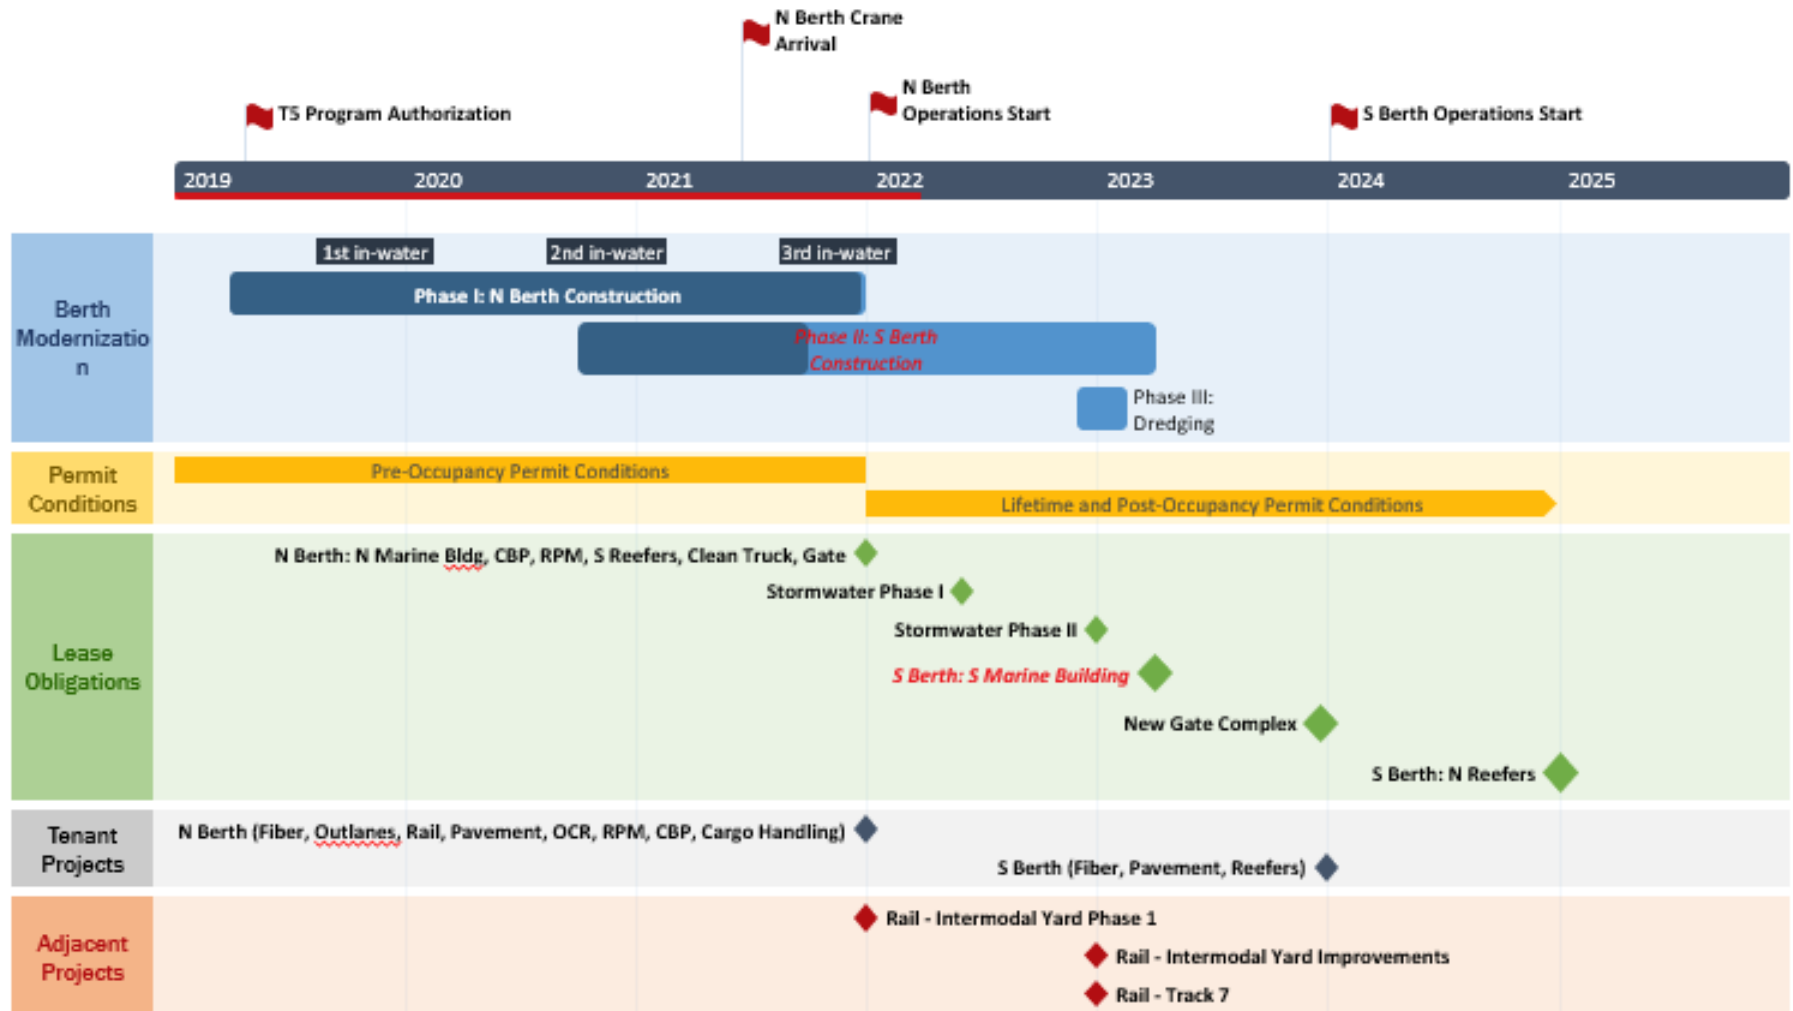 N Berth Crane
Arrival
N Berth
Operations Start
T5 Program Authorization
S Berth Operations Start
2019 2020 2021 2022 2023 2024 2025
Berth
Modernizatio
n
1st in-water 2nd in-water 3rd in-water
Phase I: N Berth Construction
Phase II: S Berth
Construction
Phase III:
Dredging
Permit
Conditions
Pre-Occupancy Permit Conditions
Lifetime and Post-Occupancy Permit Conditions
Lease
Obligations
N Berth: N Marine Bldg, CBP, RPM, S Reefers, Clean Truck, Gate
Stormwater Phase I
Stormwater Phase II
S Berth: S Marine Building
New Gate Complex
S Berth: N Reefers
Tenant
Projects
N Berth (Fiber, Outlanes, Rail, Pavement, OCR, RPM, CBP, Cargo Handling)
S Berth (Fiber, Pavement, Reefers)
Adjacent
Projects
Rail - Intermodal Yard Phase 1
Rail - Intermodal Yard Improvements
Rail - Track 7